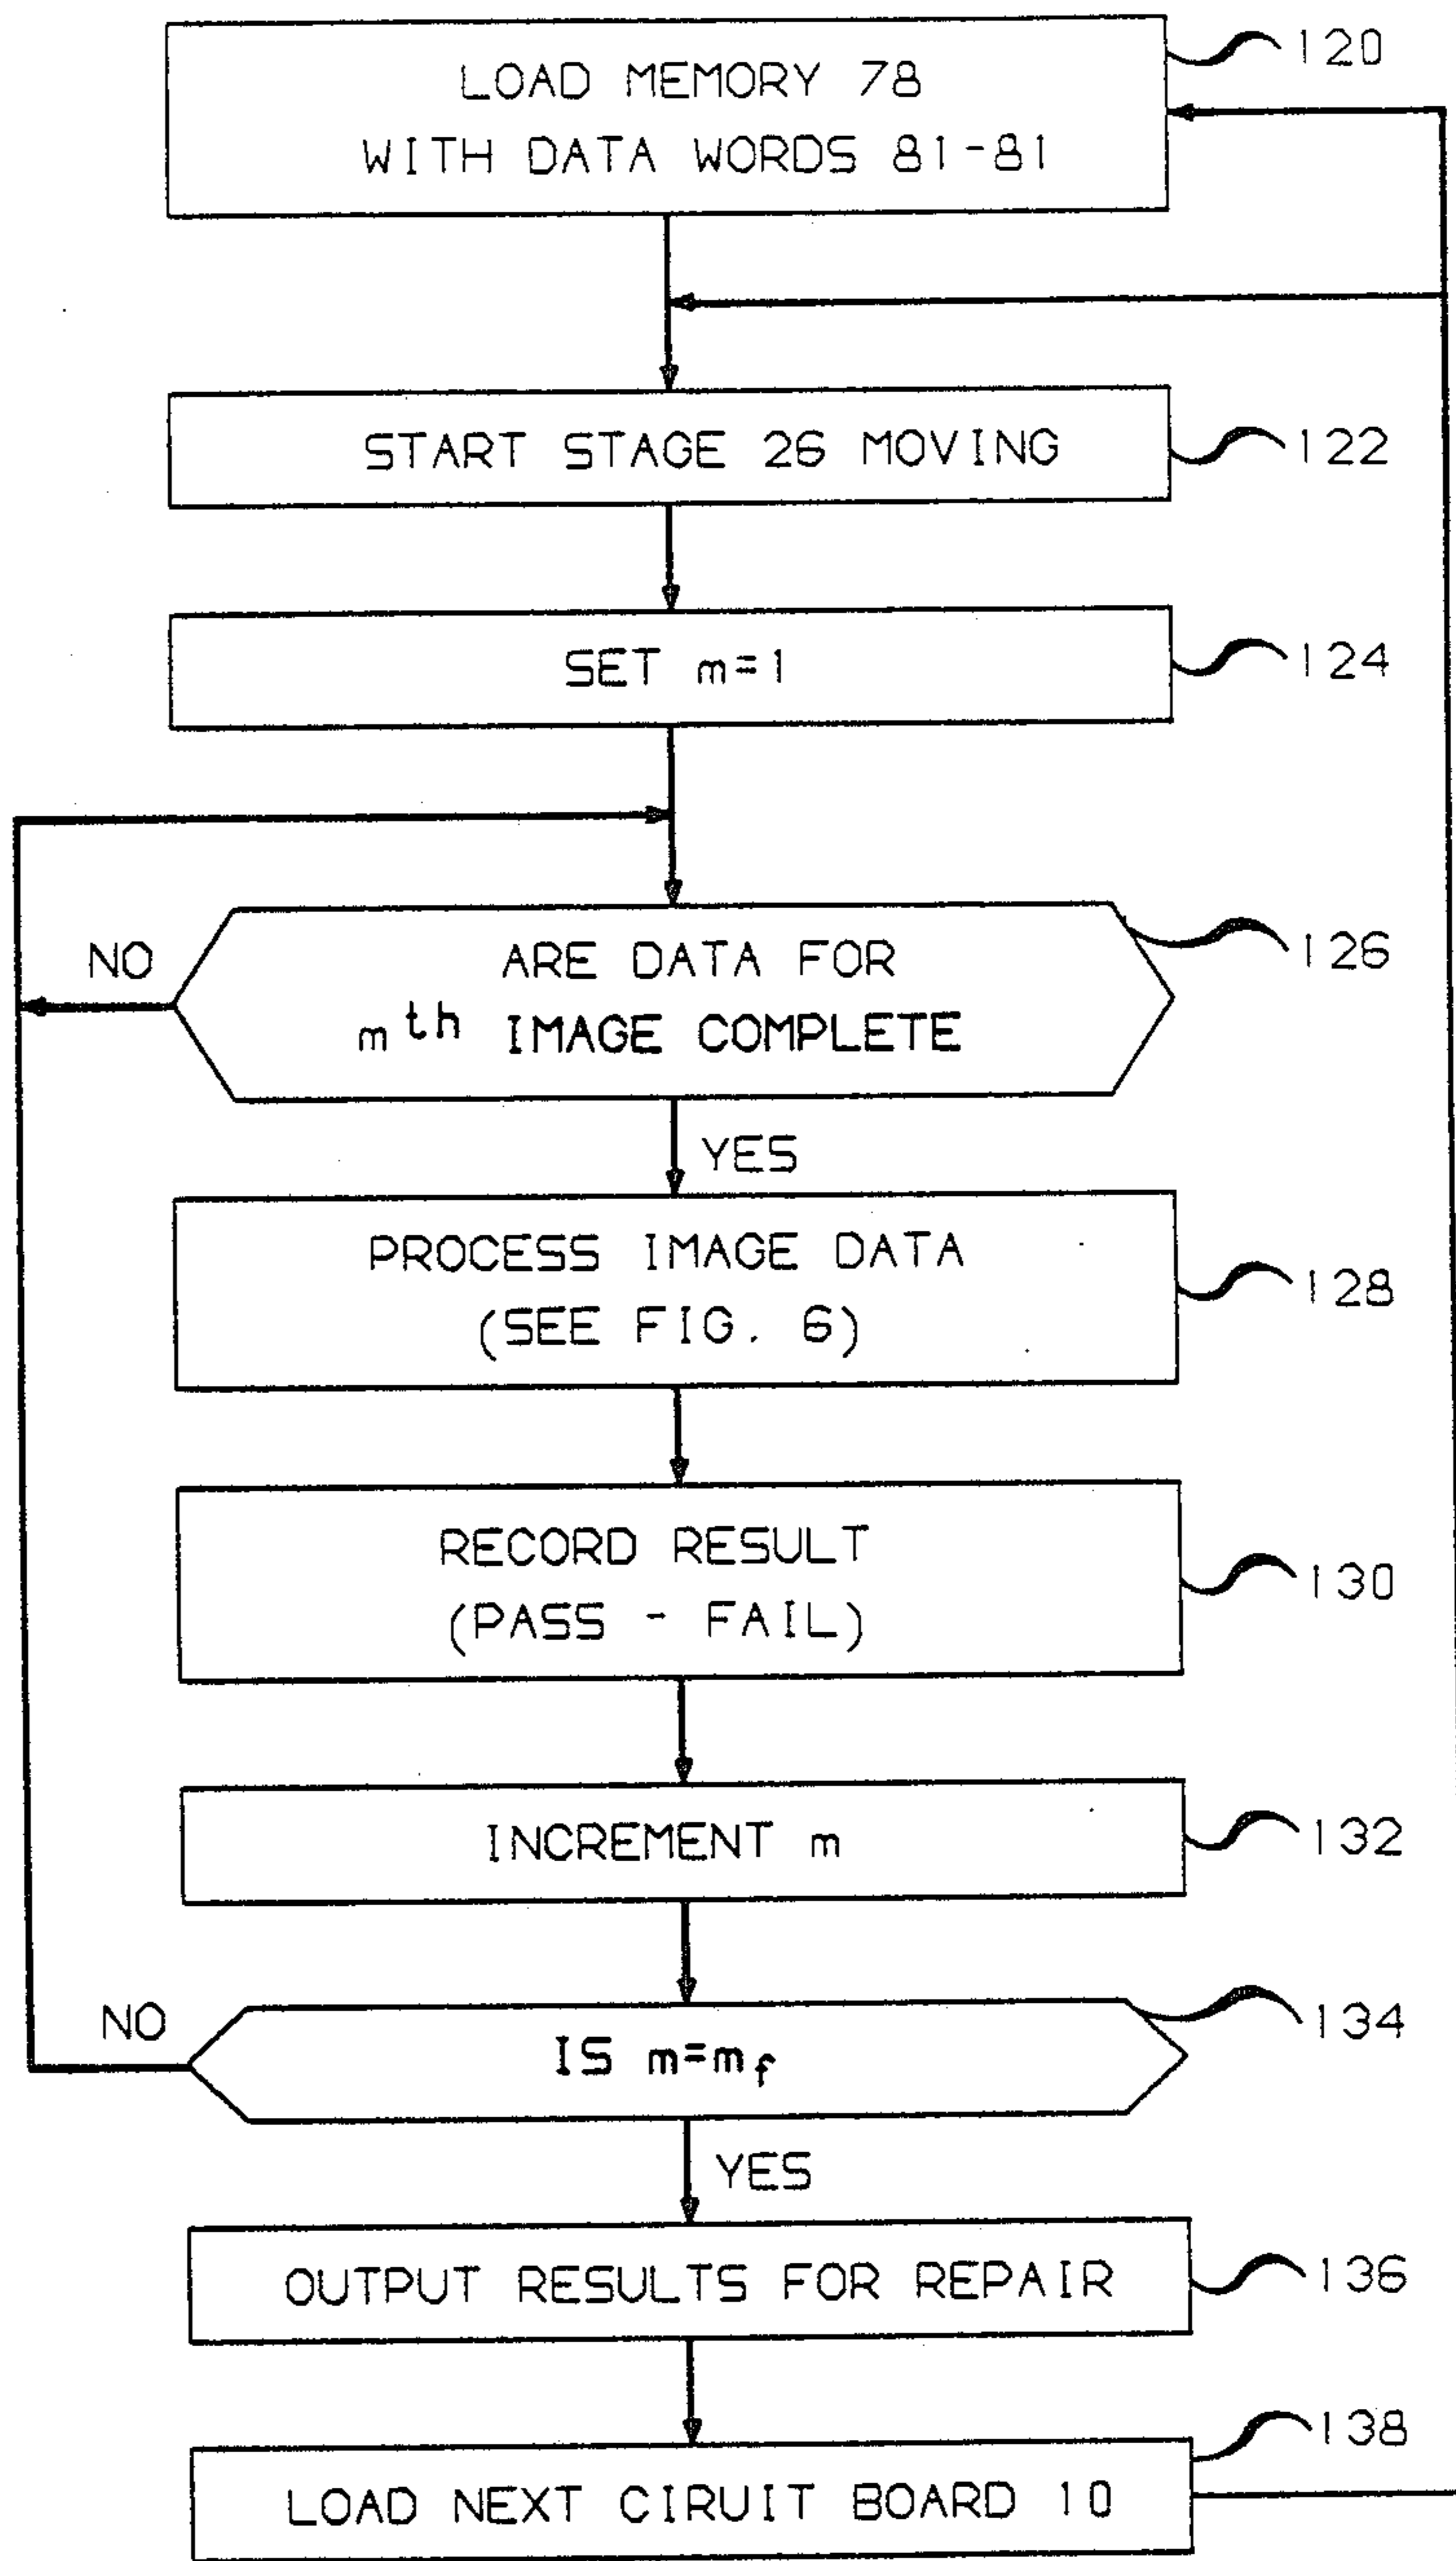 LOAD MEMORY 78
WITH DATA WORDS 81-81
120
START STAGE 26 MOVING
122
SET m=1
124
ARE DATA FOR
mth IMAGE COMPLETE
126
NO
YES
PROCESS IMAGE DATA
(SEE FIG. 6)
128
RECORD RESULT
(PASS - FAIL)
130
INCREMENT m
132
IS m=mf
134
NO
YES
OUTPUT RESULTS FOR REPAIR
136
LOAD NEXT CIRUIT BOARD 10
138